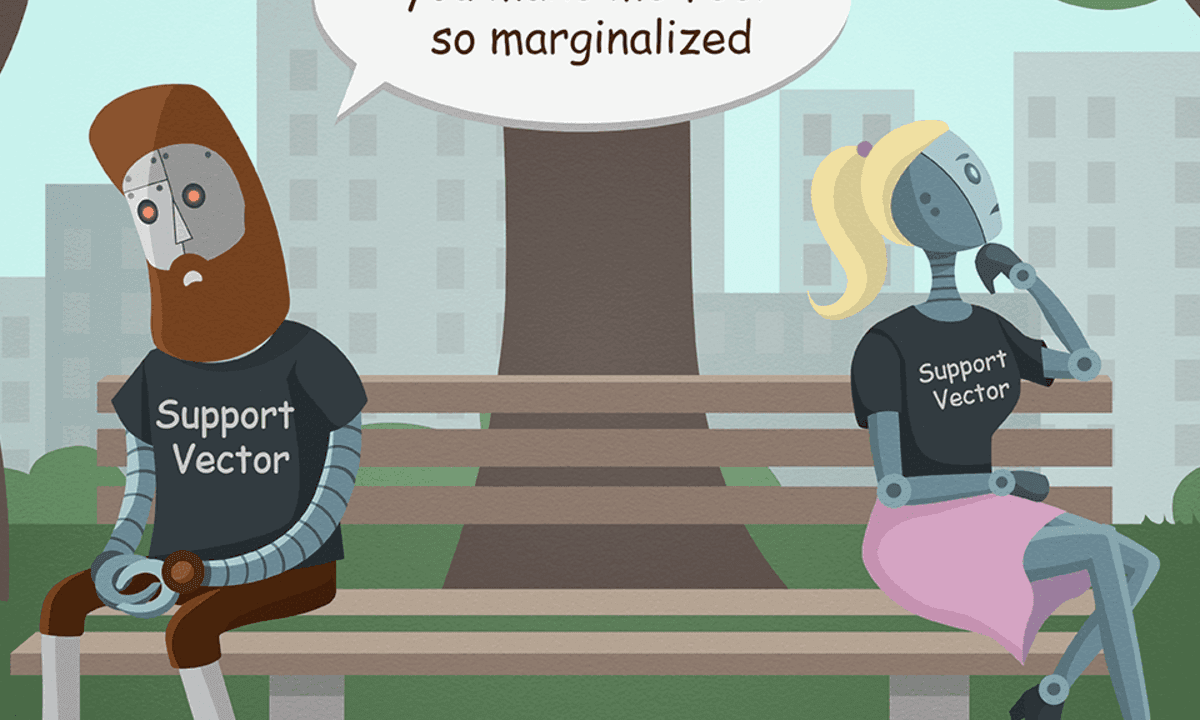 so marginalized
Support
Vector
Support
Vector